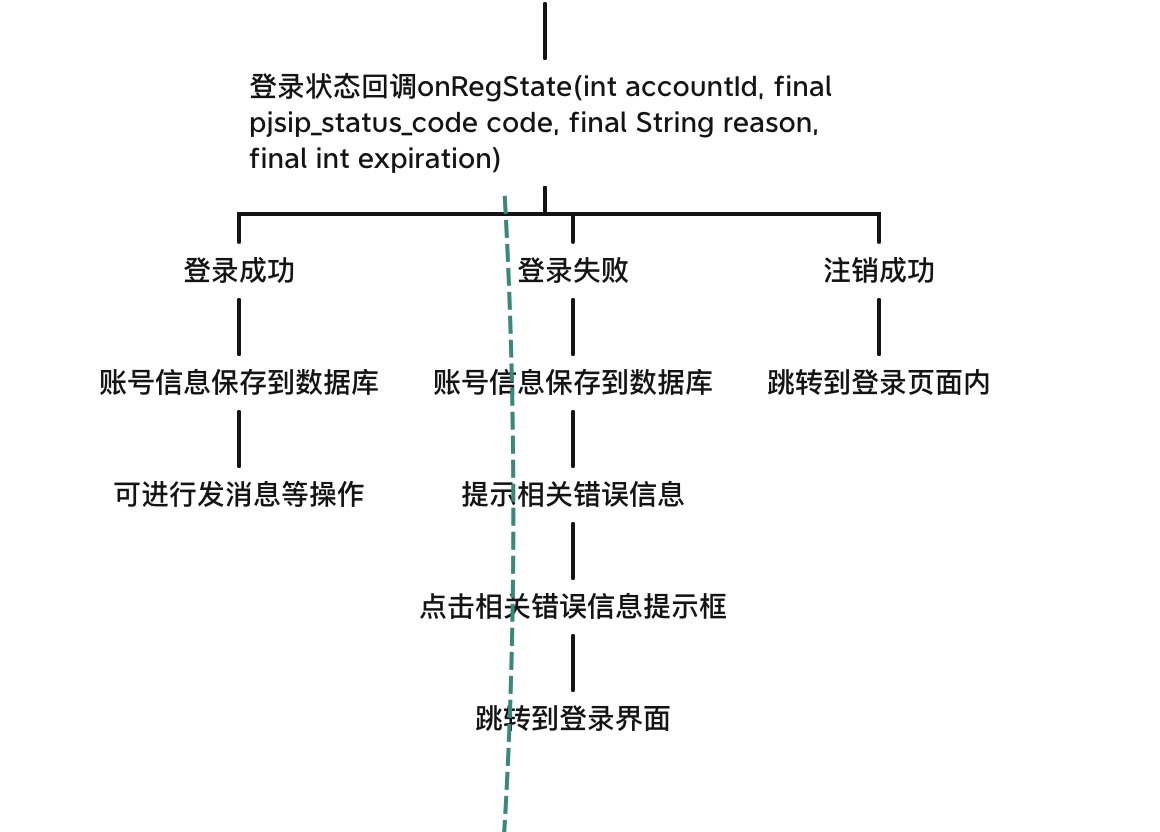 登录状态回调onRegState(int accountId, final
pjsip_status_code code, final String reason,
final int expiration)
登录成功
登录失败
注销成功
账号信息保存到数据库
账号信息保存到数据库
跳转到登录页面内
可进行发消息等操作
提示相关错误信息
点击相关错误信息提示框
跳转到登录界面